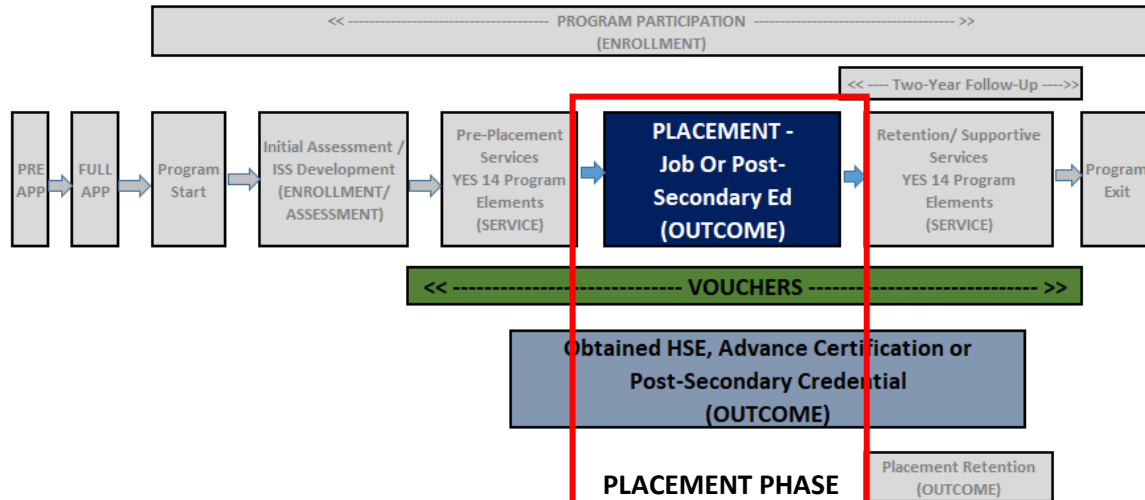 << ---------------------------------- PROGRAM PARTICIPATION ---------------------------------- >>
(ENROLLMENT)
<< ---- Two-Year Follow-Up ---->>
PRE
APP
FULL
APP
Program
Start
Initial Assessment /
ISS Development
(ENROLLMENT/
ASSESSMENT)
Pre-Placement
Services
YES 14 Program
Elements
(SERVICE)
PLACEMENT -
Job Or Post-
Secondary Ed
(OUTCOME)
Retention/ Supportive
Services
YES 14 Program
Elements
(SERVICE)
Program
Exit
<< ----------------------------- VOUCHERS ----------------------------- >>
Obtained HSE, Advance Certification or
Post-Secondary Credential
(OUTCOME)
PLACEMENT PHASE
Placement Retention
(OUTCOME)